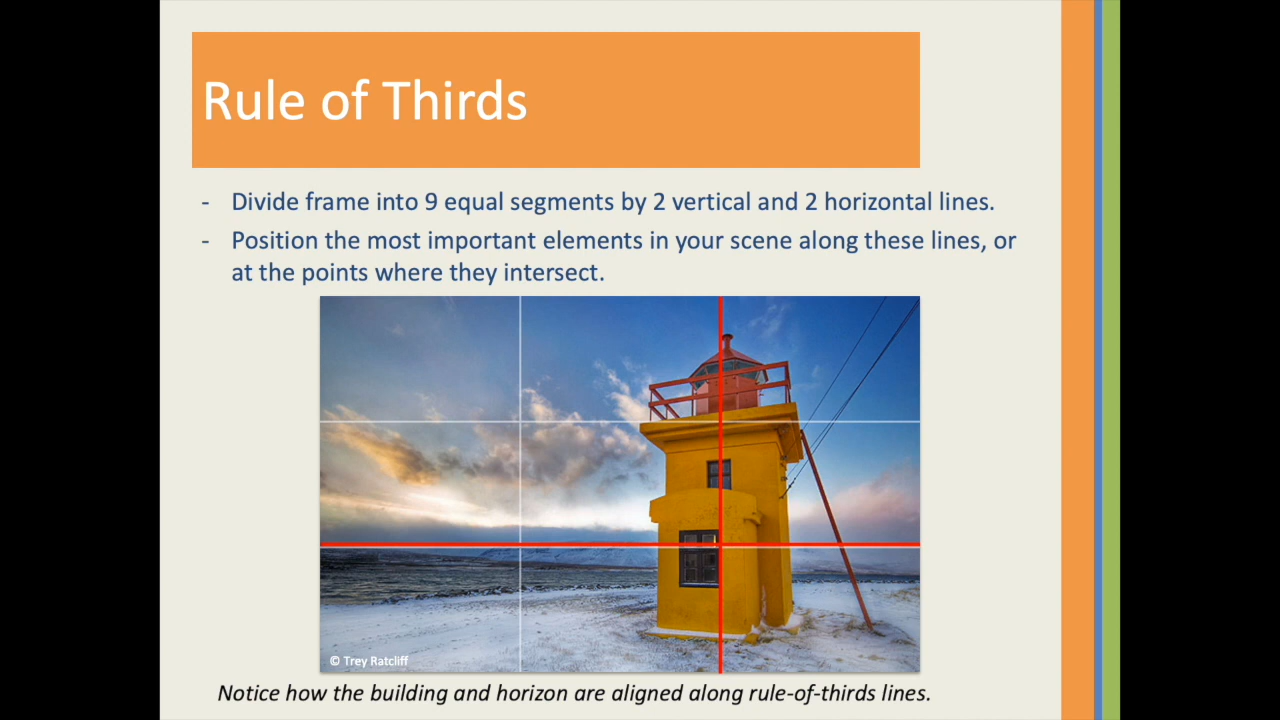 Rule of Thirds
- Divide frame into 9 equal segments by 2 vertical and 2 horizontal lines.
- Position the most important elements in your scene along these lines, or
at the points where they intersect.
© Trey Ratcliff
Notice how the building and horizon are aligned along rule-of-thirds lines.